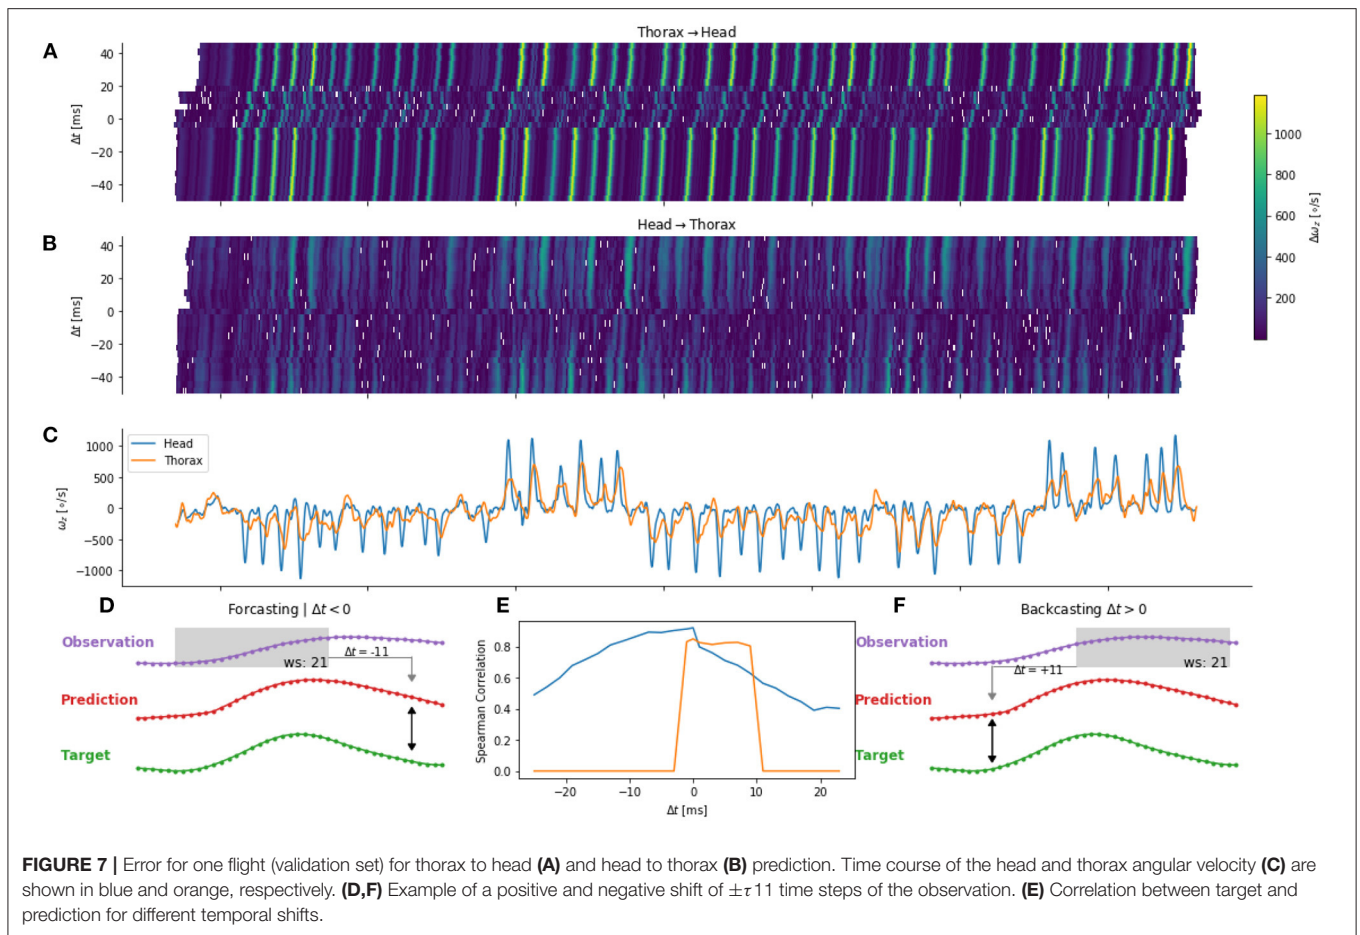 Thorax→Head
A
40
20
0
−20
−40
Δt [ms]
1000
800
600
400
200
Δω_z [∘/s]
Head→Thorax
B
40
20
0
−20
−40
Δt [ms]
C
Head
Thorax
1000
500
0
−500
−1000
ω_z [∘/s]
D
Forcasting | Δt < 0
Observation
ws: 21
Δt = -11
Prediction
Target
E
0.8
0.6
0.4
0.2
0.0
Spearman Correlation
−20
−10
0
10
20
Δt [ms]
F
Backcasting Δt > 0
Observation
ws: 21
Δt = +11
Prediction
Target
FIGURE 7 | Error for one flight (validation set) for thorax to head (A) and head to thorax (B) prediction. Time course of the head and thorax angular velocity (C) are
shown in blue and orange, respectively. (D,F) Example of a positive and negative shift of ±τ11 time steps of the observation. (E) Correlation between target and
prediction for different temporal shifts.